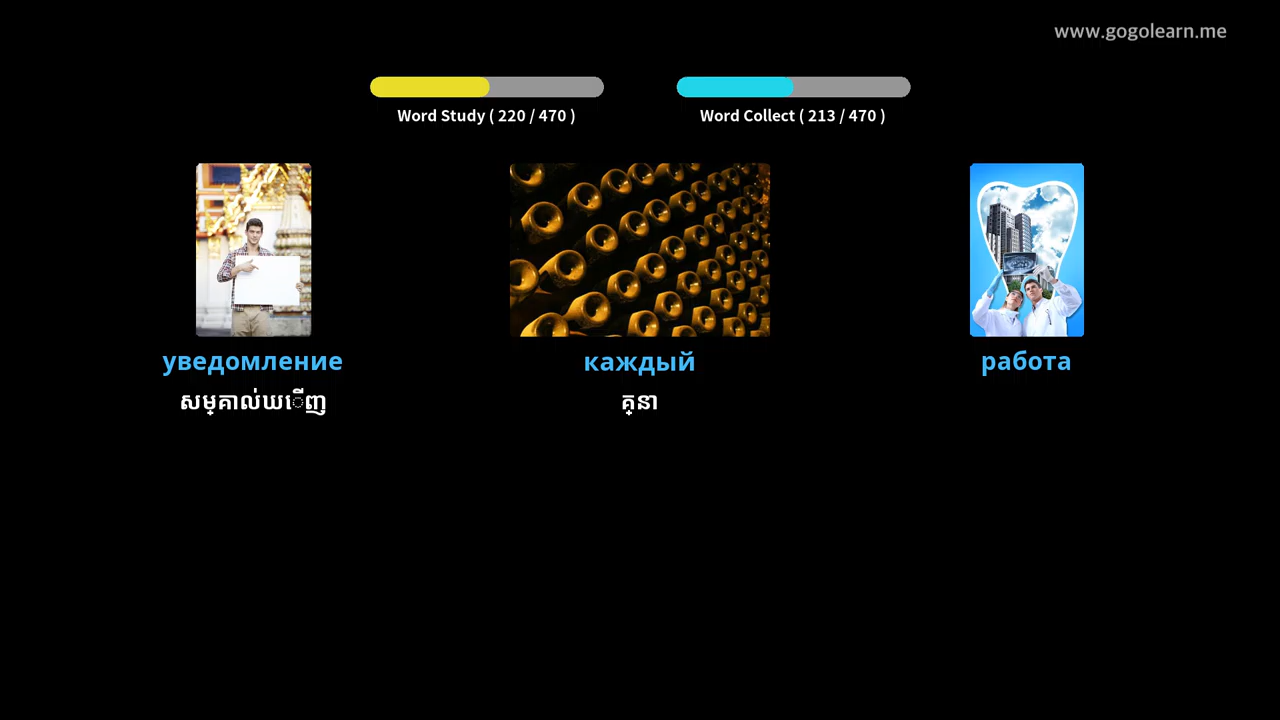 www.gogolearn.me
Word Study ( 220 / 470 )
Word Collect ( 213 / 470 )
уведомление
каждый
работа
សម្គាល់ឃើញ
គ្នា